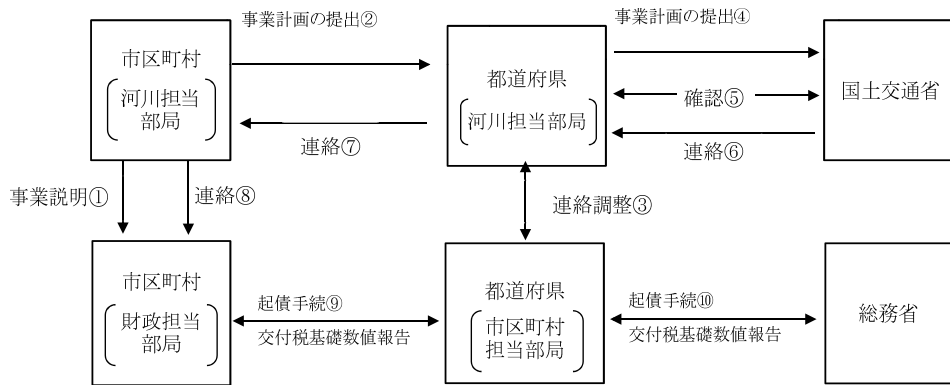 事業計画の提出②
事業計画の提出④
市区町村
河川担当
部局
都道府県
河川担当部局
国土交通省
確認⑤
連絡⑦
連絡⑥
事業説明①
連絡⑧
連絡調整③
市区町村
財政担当
部局
起債手続⑨
交付税基礎数値報告
都道府県
市区町村
担当部局
起債手続⑩
交付税基礎数値報告
総務省